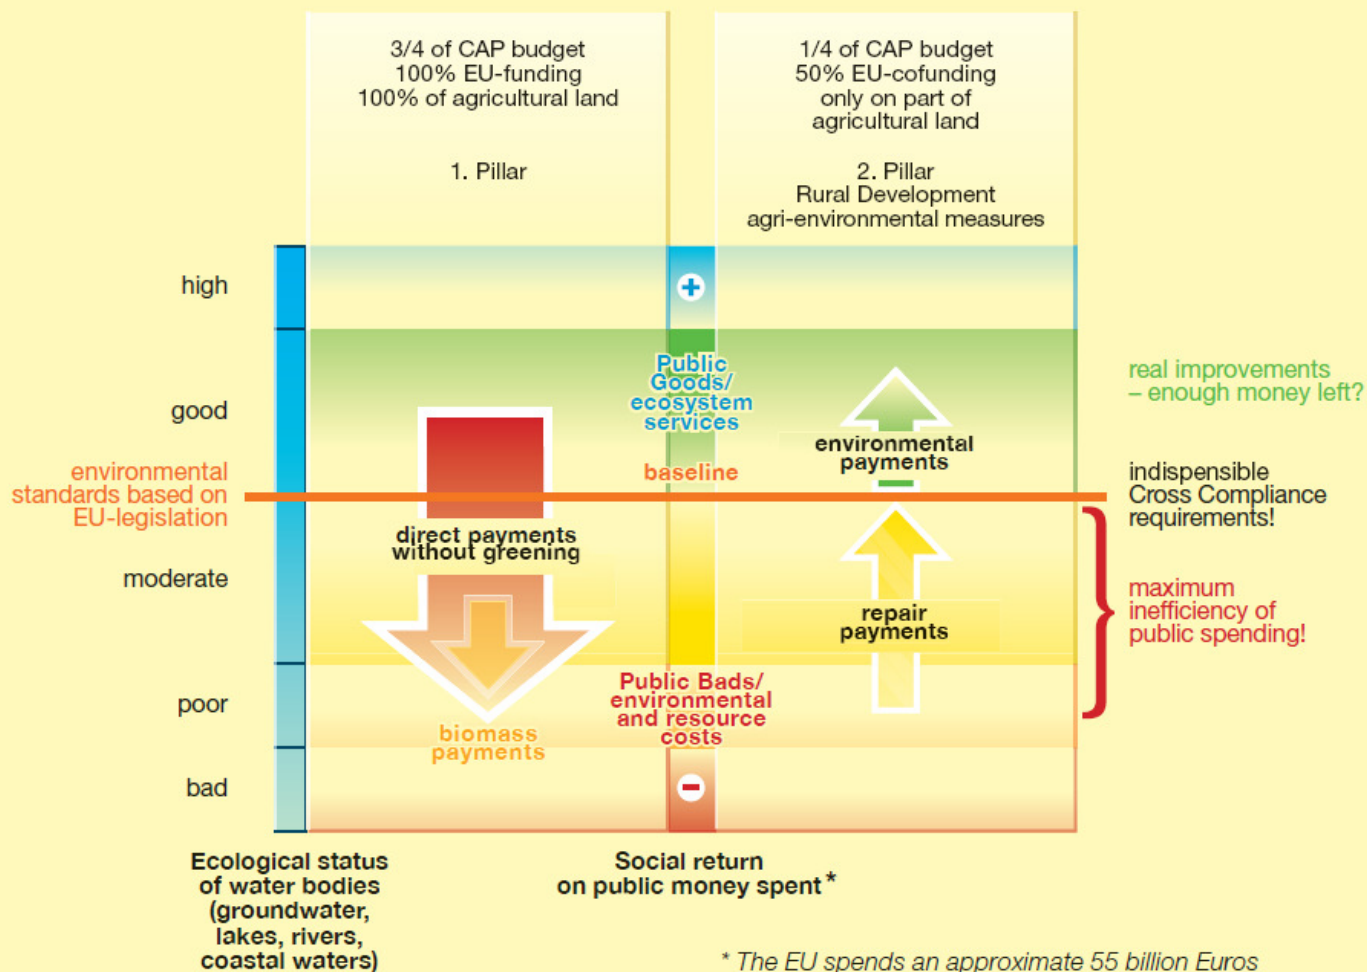 3/4 of CAP budget
100% EU-funding
100% of agricultural land
1. Pillar
1/4 of CAP budget
50% EU-cofunding
only on part of
agricultural land
2. Pillar
Rural Development
agri-environmental measures
high
good
environmental
standards based on
EU-legislation
moderate
poor
bad
direct payments
without greening
biomass
payments
+
Public
Goods/
ecosystem
services
baseline
Public Bads/
environmental
and resource
costs
−
environmental
payments
repair
payments
real improvements
– enough money left?
indispensible
Cross Compliance
requirements!
maximum
inefficiency of
public spending!
Ecological status
of water bodies
(groundwater,
lakes, rivers,
coastal waters)
Social return
on public money spent*
* The EU spends an approximate 55 billion Euros